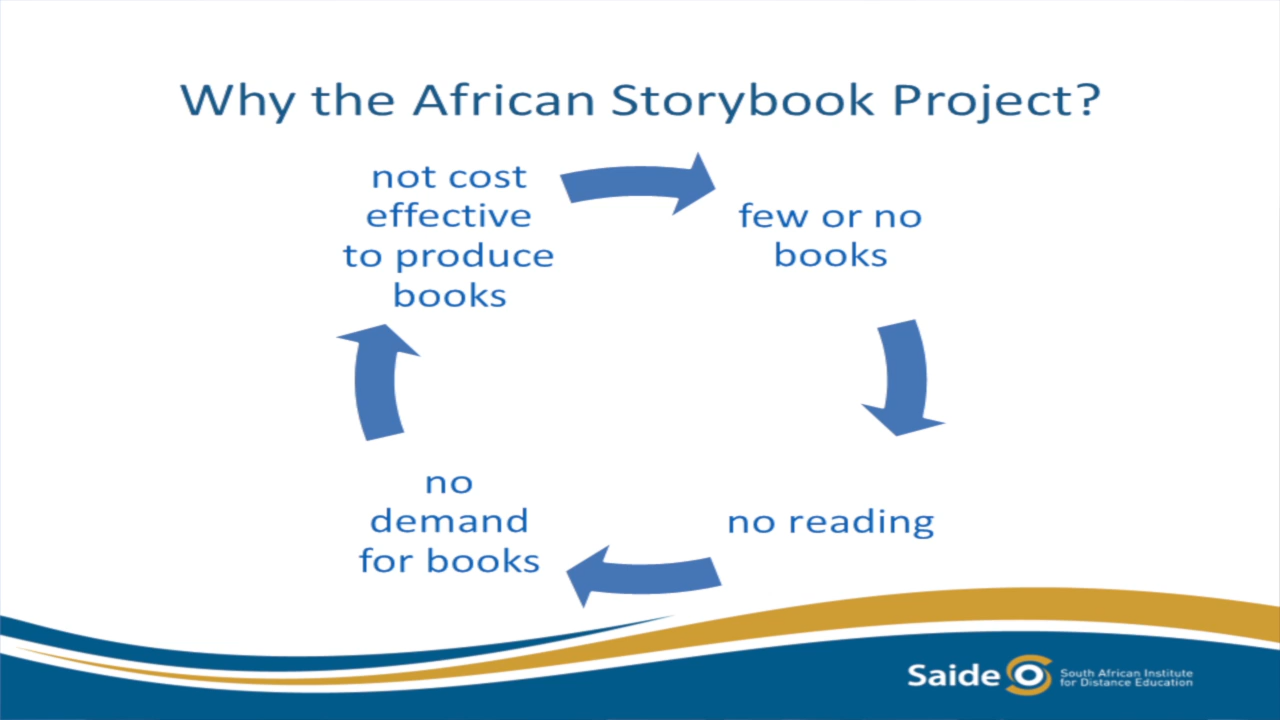 Why the African Storybook Project?
not cost
effective
to produce
books
few or no
books
no reading
no
demand
for books
Saide
South African Institute
for Distance Education